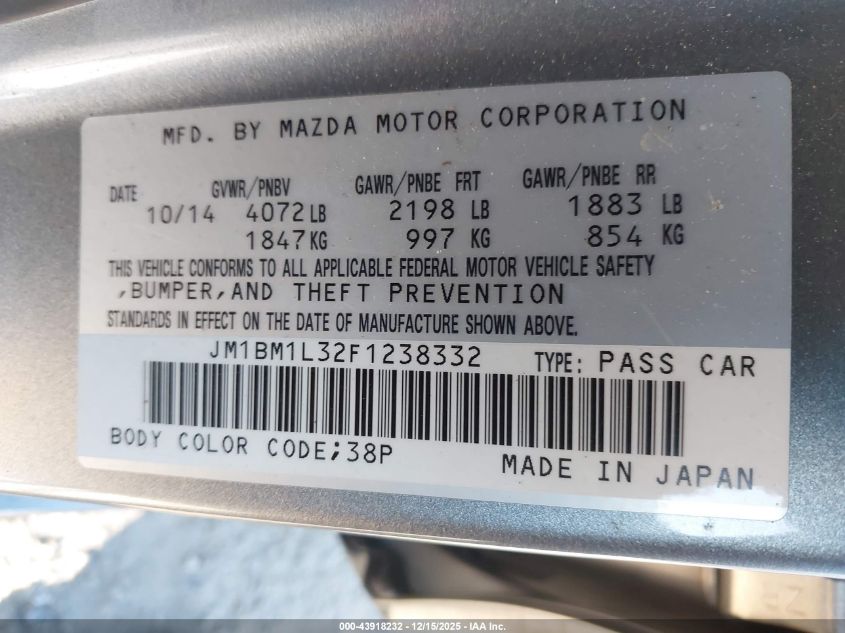 MFD. BY MAZDA MOTOR CORPORATION
DATE GVWR/PNBV GAWR/PNBE FRT GAWR/PNBE RR
10/14 4072 LB 2198 LB 1883 LB
1847 KG 997 KG 854 KG
THIS VEHICLE CONFORMS TO ALL APPLICABLE FEDERAL MOTOR VEHICLE SAFETY
,BUMPER,AND THEFT PREVENTION
STANDARDS IN EFFECT ON THE DATE OF MANUFACTURE SHOWN ABOVE.
JM1BM1L32F1238332 TYPE: PASS CAR
BODY COLOR CODE;38P MADE IN JAPAN
000-43918232 - 12/15/2025 - IAA Inc.